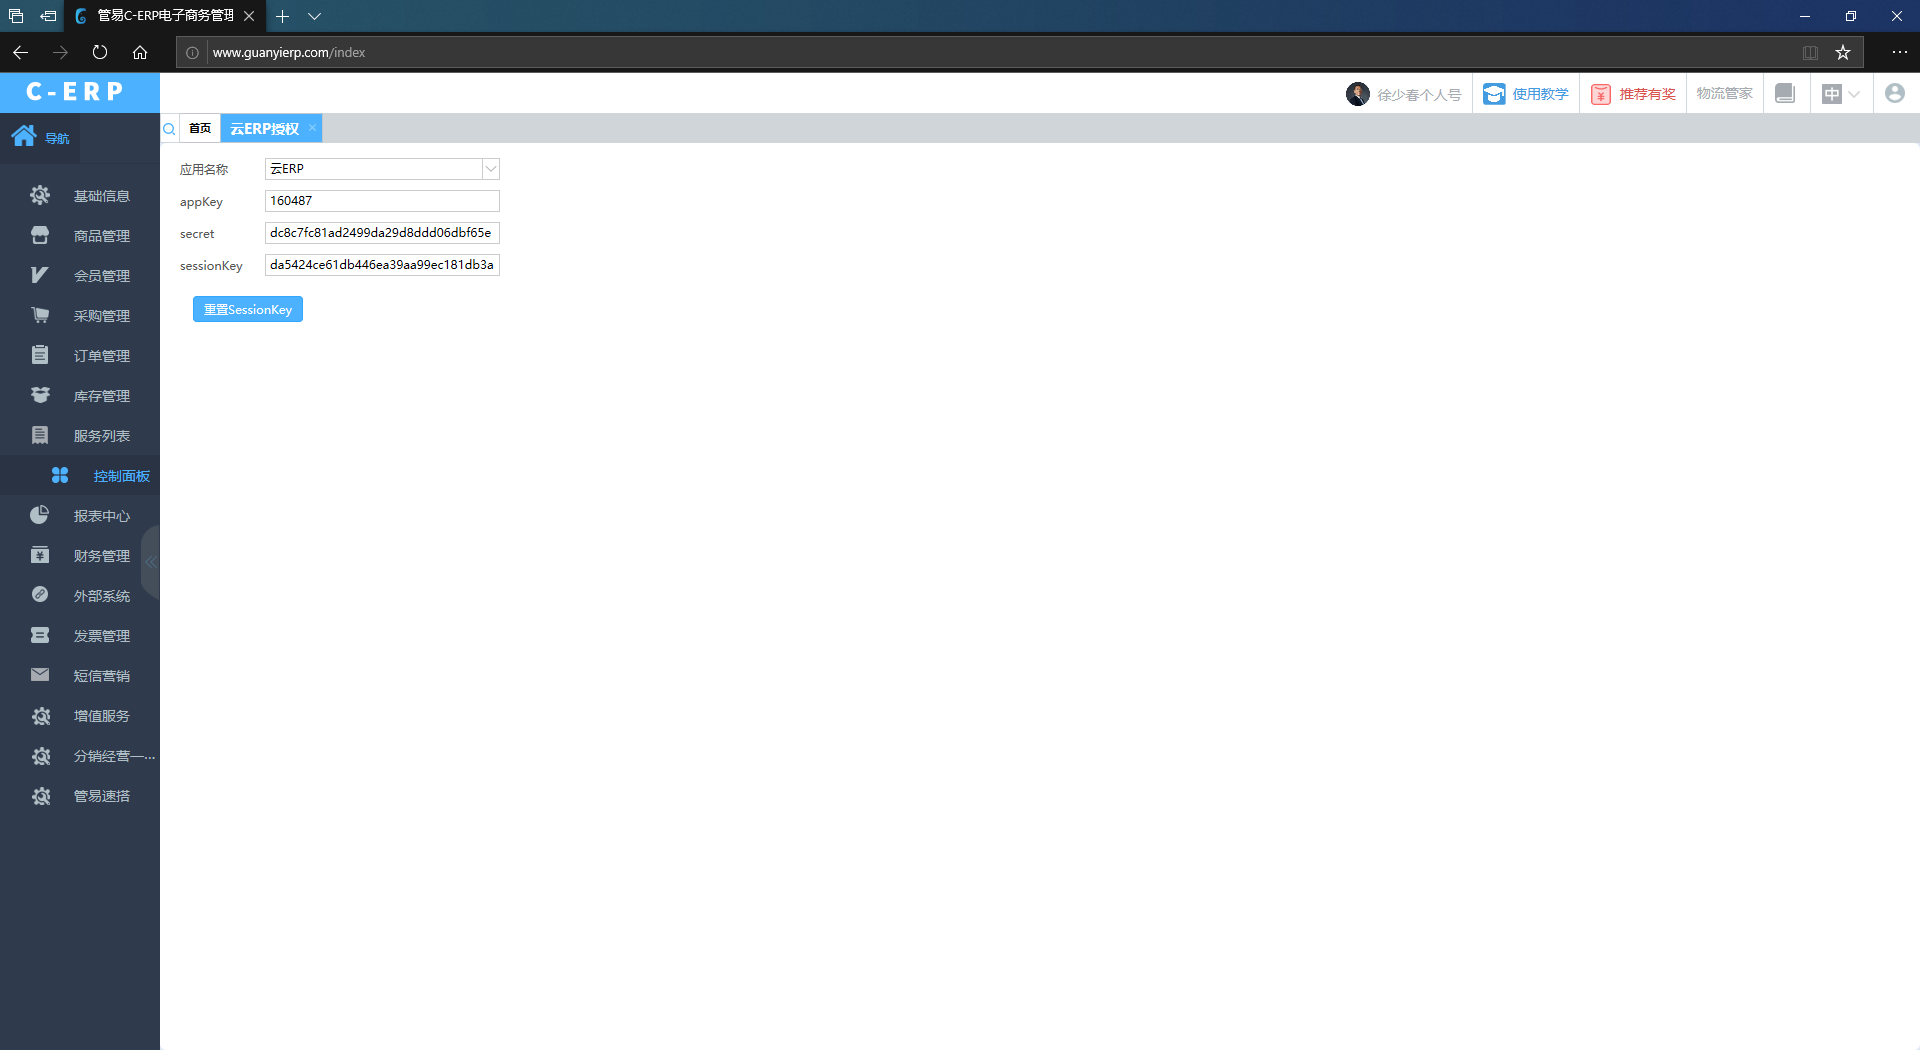 管易C-ERP电子商务管理
www.guanyierp.com/index
C-ERP
徐少春个人号
使用教学
推荐有奖
物流管家
中
导航
首页
云ERP授权
基础信息
商品管理
会员管理
采购管理
订单管理
库存管理
服务列表
控制面板
报表中心
财务管理
外部系统
发票管理
短信营销
增值服务
分销经营一...
管易速搭
应用名称
云ERP
appKey
160487
secret
dc8c7fc81ad2499da29d8ddd06dbf65e
sessionKey
da5424ce61db446ea39aa99ec181db3a
重置SessionKey